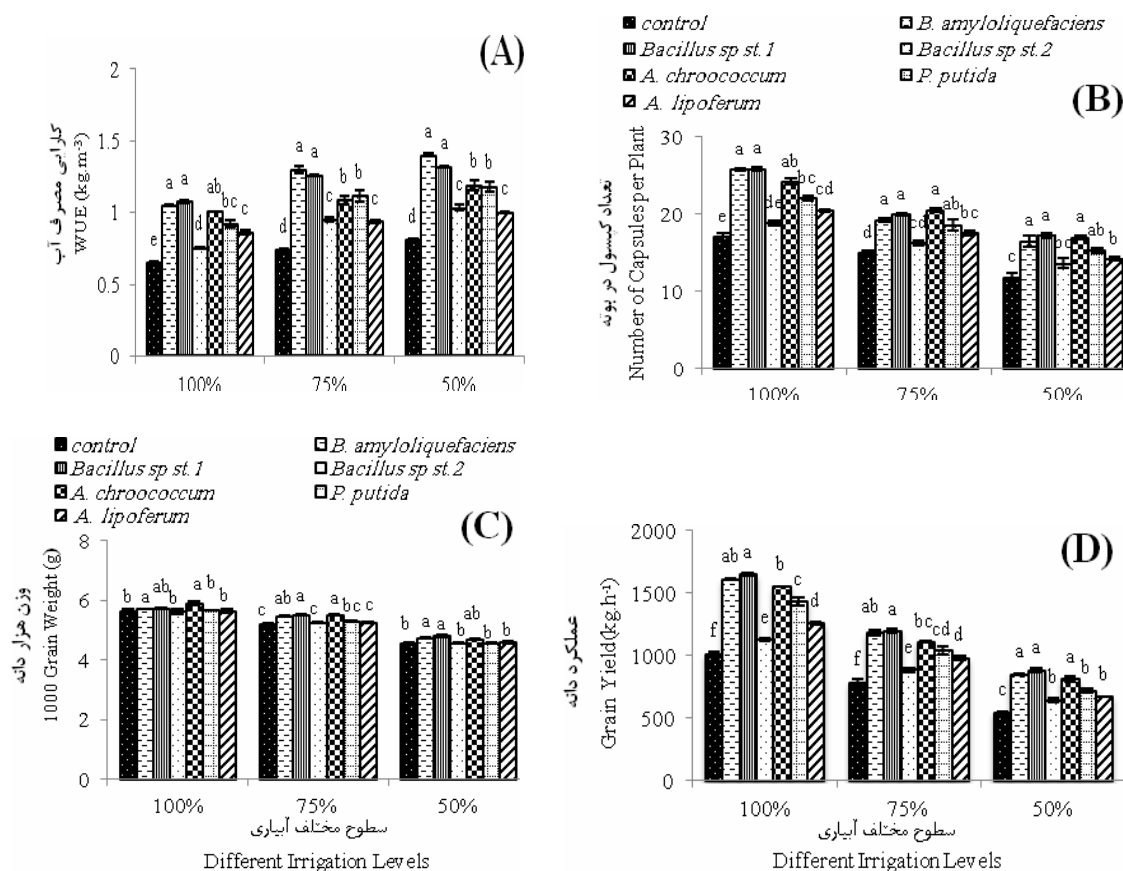 (A)
کارایی مصرف آب
WUE (kg.m-³)
2
1.5
1
0.5
0
e a a d ab bc c
d a a c b b c
d a a c b b c
100% 75% 50%
control B. amyloliquefaciens
Bacillus sp st.1 Bacillus sp st.2
A. chroococcum P. putida
A. lipoferum
(B)
تعداد کپسول در بوته
Number of Capsulesper Plant
30
20
10
0
e a a de ab bc cd
d a a cd a ab bc
c a a bc a ab b
100% 75% 50%
control B. amyloliquefaciens
Bacillus sp st.1 Bacillus sp st.2
A. chroococcum P. putida
A. lipoferum
(C)
وزن هزار دانه
1000 Grain Weight (g)
8
6
4
2
0
b a ab b a b b
c ab a c a bc c
b a a b ab b b
100% 75% 50%
سطوح مختلف آبیاری
Different Irrigation Levels
(D)
عملکرد دانه
Grain Yield(kg.h-¹)
2000
1500
1000
500
0
f ab a e b c d
f ab a e bc cd d
c a a b a b b
100% 75% 50%
سطوح مختلف آبیاری
Different Irrigation Levels